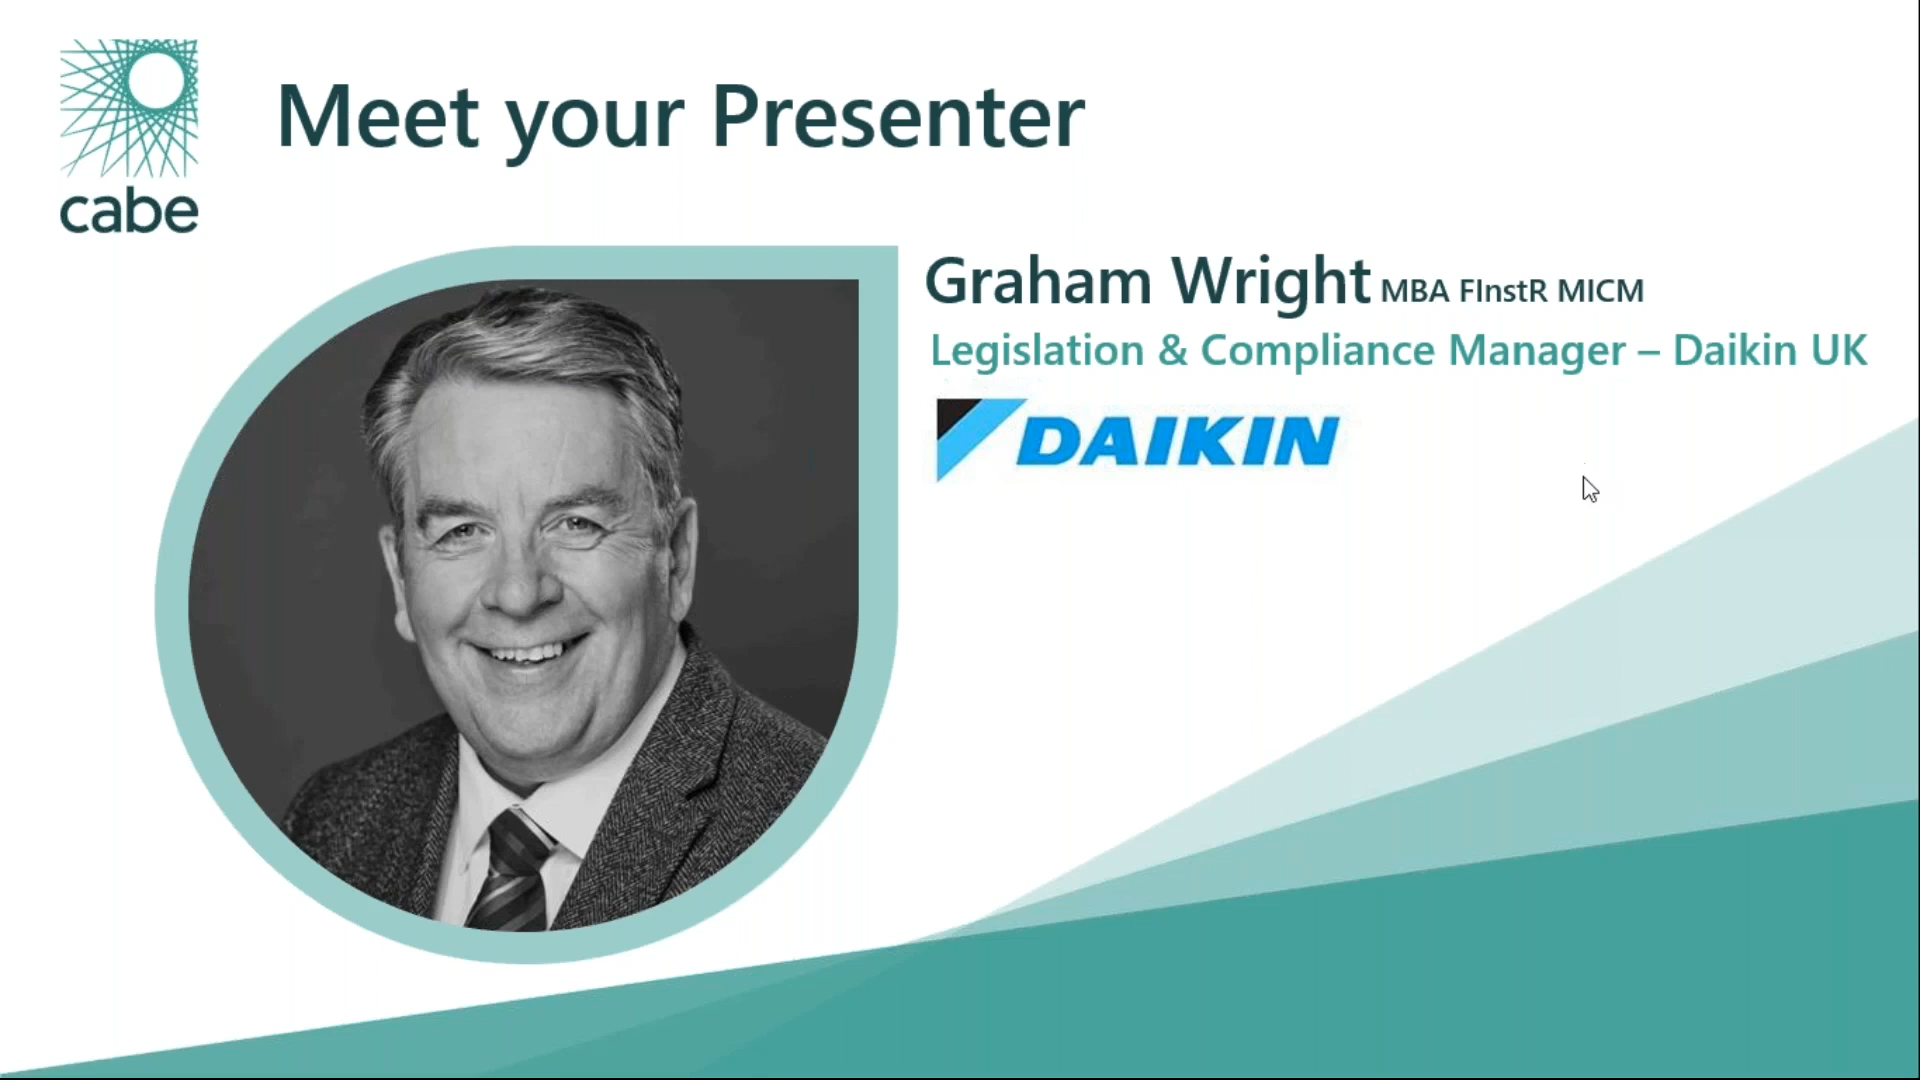 cabe
Meet your Presenter
Graham Wright MBA FInstR MICM
Legislation & Compliance Manager – Daikin UK
DAIKIN